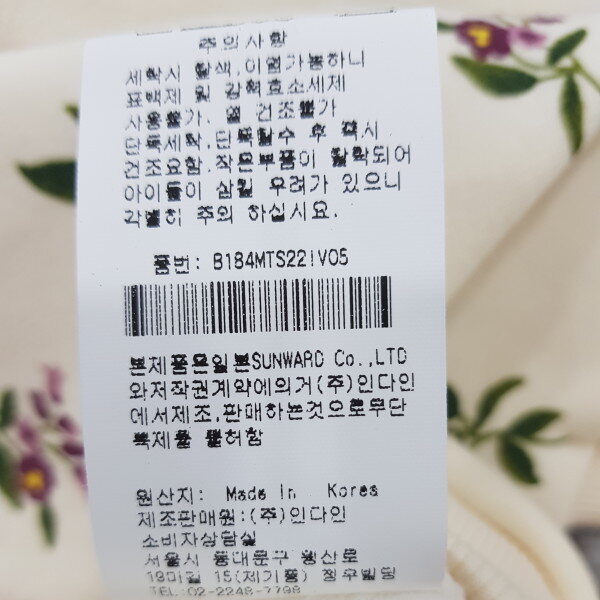 주의사항
세탁시 탈색,이염가능하니
표백제 및 강력효소세제
사용불가. 열 건조불가
단독세탁,단독탈수 후 즉시
건조요함.작은부품이 탈락되어
아이들이 삼킬 우려가 있으니
각별히 주의 하십시요.
품번: B184MTS221V05
본제품은일본SUNWARD Co.,LTD
와저작권계약에의거(주)인다인
에서제조,판매하는것으로무단
복제를 불허함
원산지: Made In . Korea
제조판매원:(주)인다인
소비자상담실
서울시 동대문구 왕산로
19마길 15(제기동) 정우빌딩
TEL:02-2248-7798